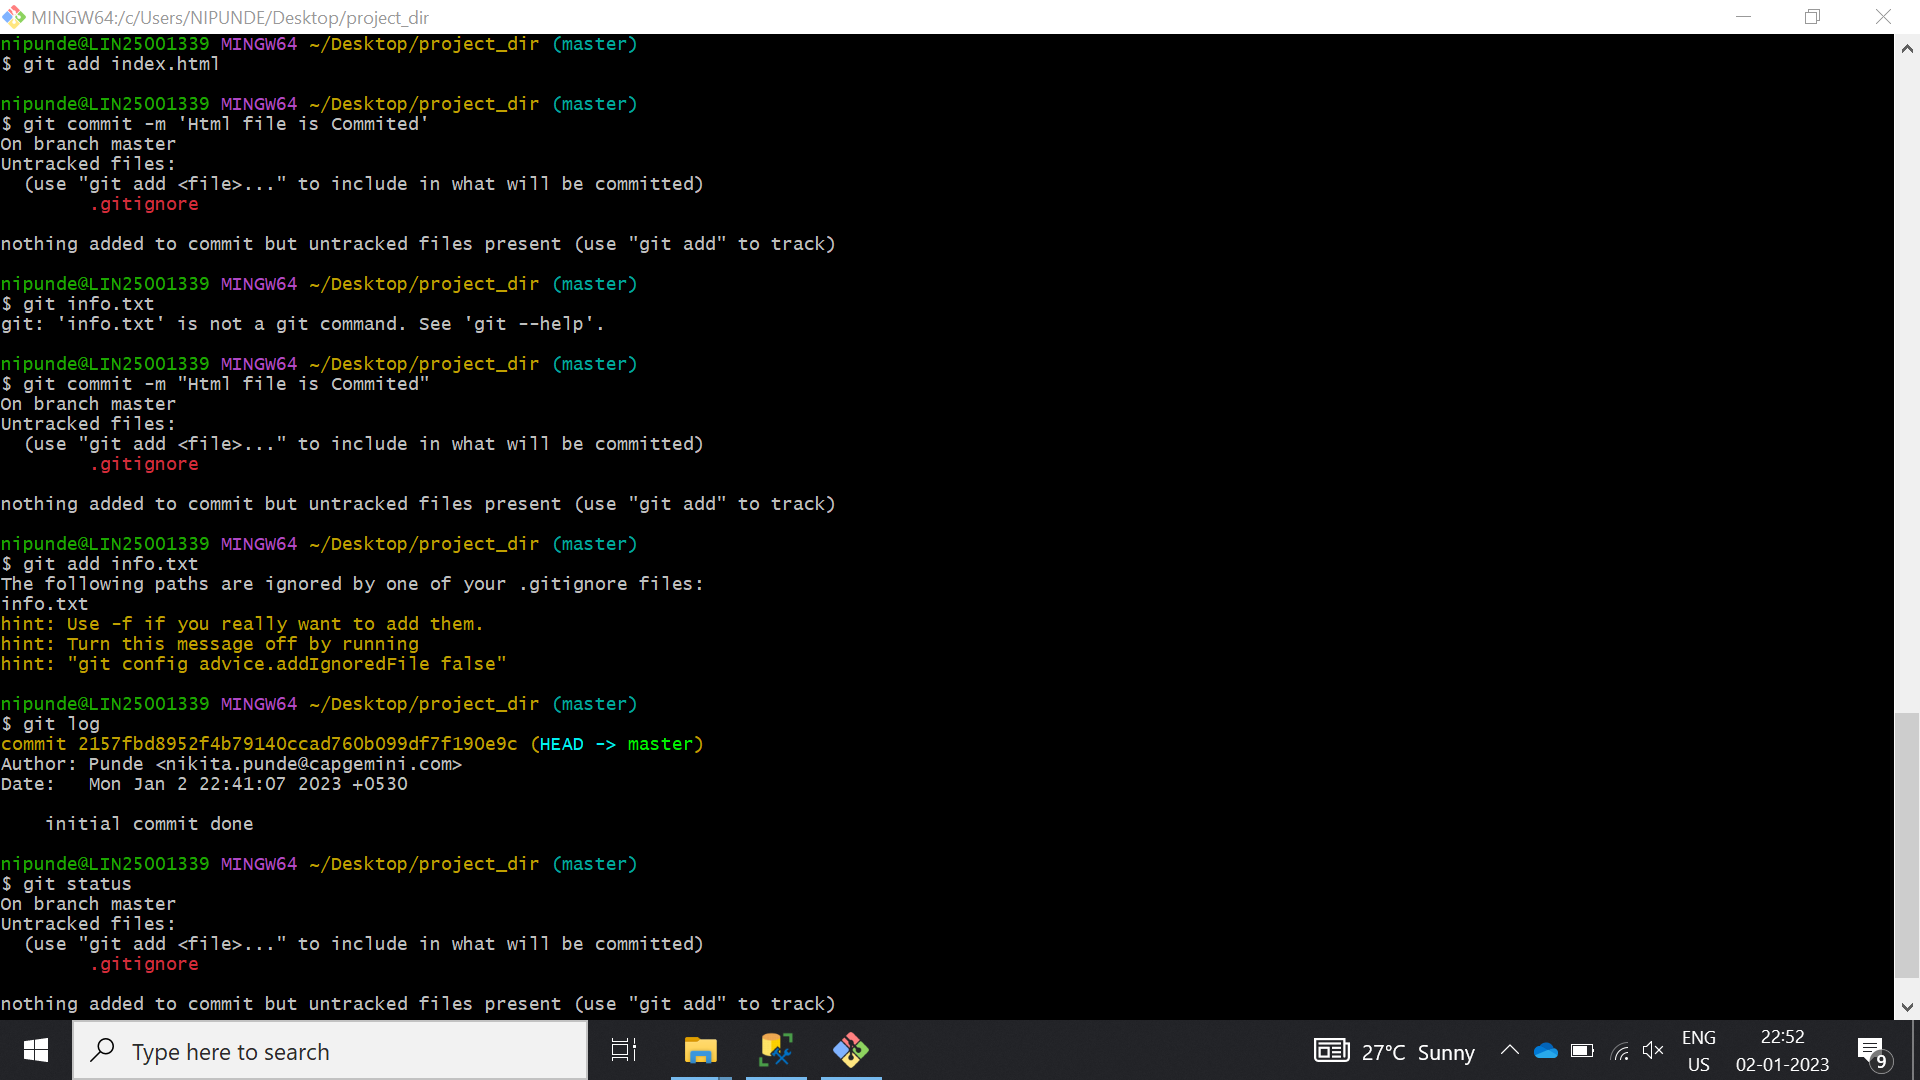 MINGW64:/c/Users/NIPUNDE/Desktop/project_dir
nipunde@LIN25001339 MINGW64 ~/Desktop/project_dir (master)
$ git add index.html
nipunde@LIN25001339 MINGW64 ~/Desktop/project_dir (master)
$ git commit -m 'Html file is Commited'
On branch master
Untracked files:
  (use "git add <file>..." to include in what will be committed)
        .gitignore
nothing added to commit but untracked files present (use "git add" to track)
nipunde@LIN25001339 MINGW64 ~/Desktop/project_dir (master)
$ git info.txt
git: 'info.txt' is not a git command. See 'git --help'.
nipunde@LIN25001339 MINGW64 ~/Desktop/project_dir (master)
$ git commit -m "Html file is Commited"
On branch master
Untracked files:
  (use "git add <file>..." to include in what will be committed)
        .gitignore
nothing added to commit but untracked files present (use "git add" to track)
nipunde@LIN25001339 MINGW64 ~/Desktop/project_dir (master)
$ git add info.txt
The following paths are ignored by one of your .gitignore files:
info.txt
hint: Use -f if you really want to add them.
hint: Turn this message off by running
hint: "git config advice.addIgnoredFile false"
nipunde@LIN25001339 MINGW64 ~/Desktop/project_dir (master)
$ git log
commit 2157fbd8952f4b79140ccad760b099df7f190e9c (HEAD -> master)
Author: Punde <nikita.punde@capgemini.com>
Date:   Mon Jan 2 22:41:07 2023 +0530
    initial commit done
nipunde@LIN25001339 MINGW64 ~/Desktop/project_dir (master)
$ git status
On branch master
Untracked files:
  (use "git add <file>..." to include in what will be committed)
        .gitignore
nothing added to commit but untracked files present (use "git add" to track)
Type here to search
27°C Sunny
ENG
US
22:52
02-01-2023
9